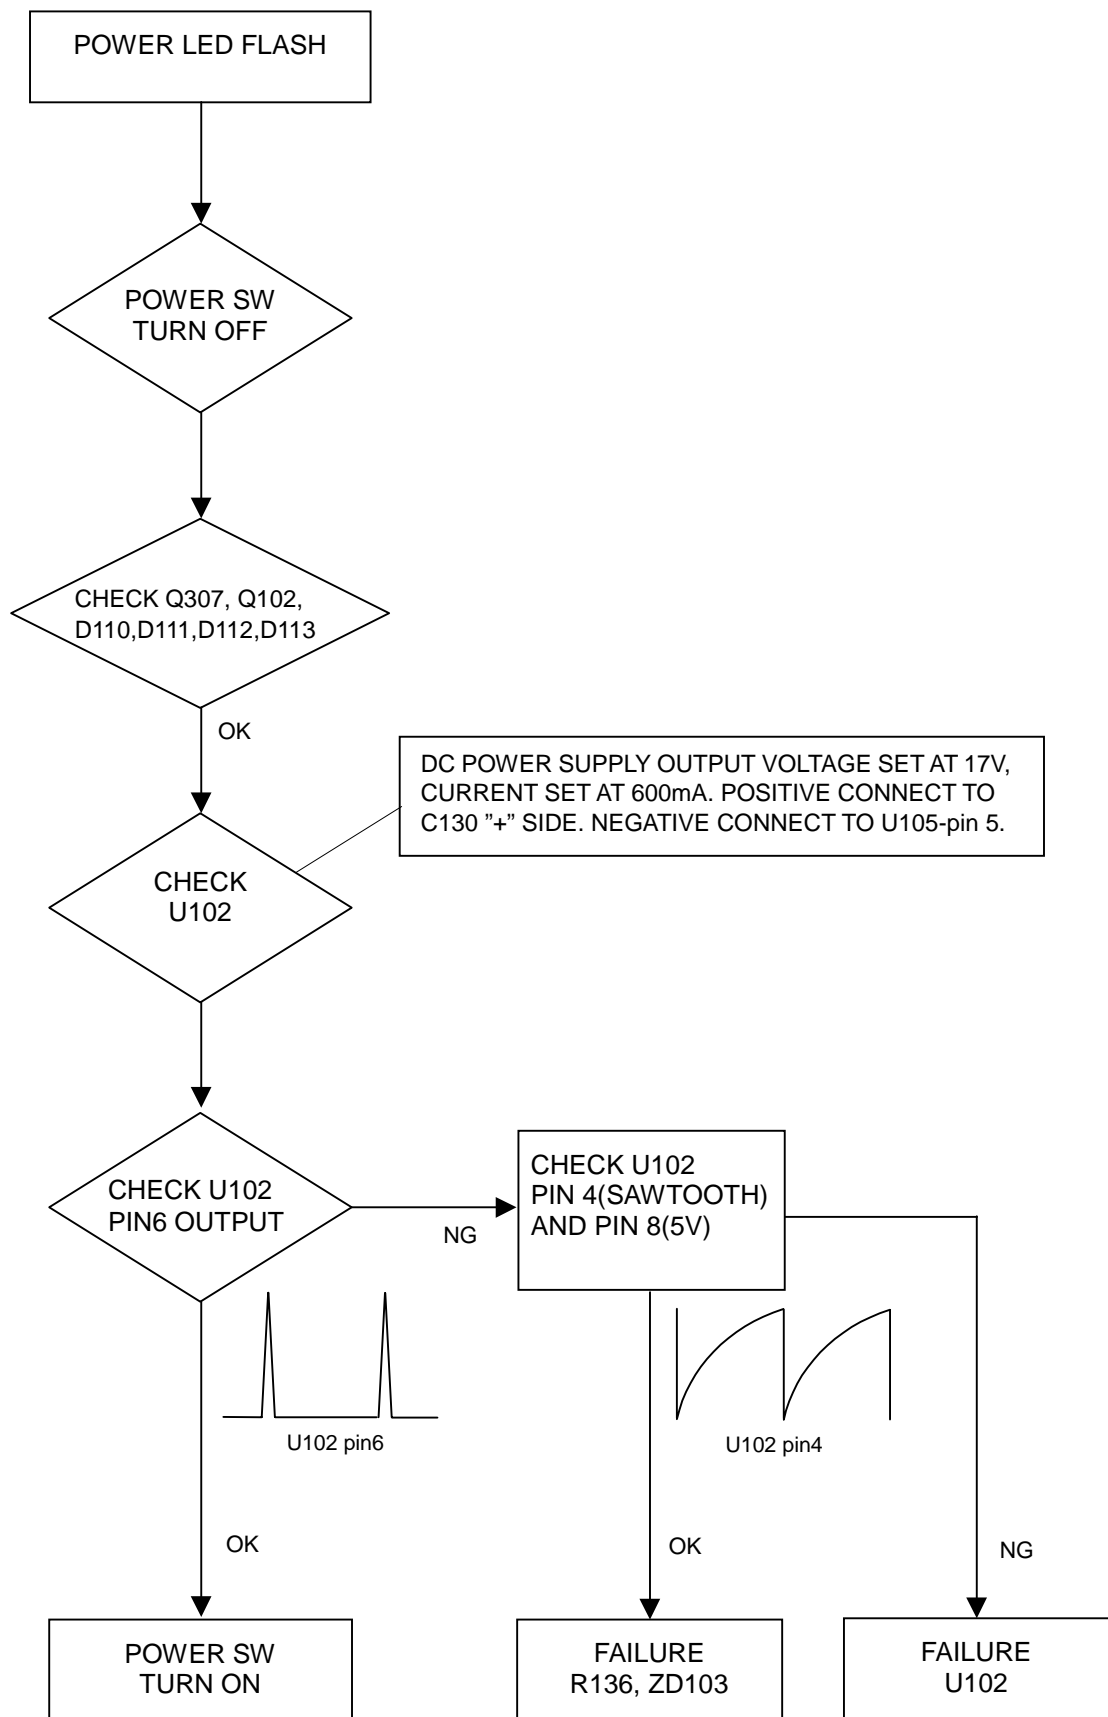 POWER LED FLASH
POWER SW
TURN OFF
CHECK Q307, Q102,
D110,D111,D112,D113
OK
DC POWER SUPPLY OUTPUT VOLTAGE SET AT 17V,
CURRENT SET AT 600mA. POSITIVE CONNECT TO
C130 ”+” SIDE. NEGATIVE CONNECT TO U105-pin 5.
CHECK
U102
CHECK U102
PIN6 OUTPUT
NG
CHECK U102
PIN 4(SAWTOOTH)
AND PIN 8(5V)
U102 pin6
U102 pin4
OK
OK
NG
POWER SW
TURN ON
FAILURE
R136, ZD103
FAILURE
U102